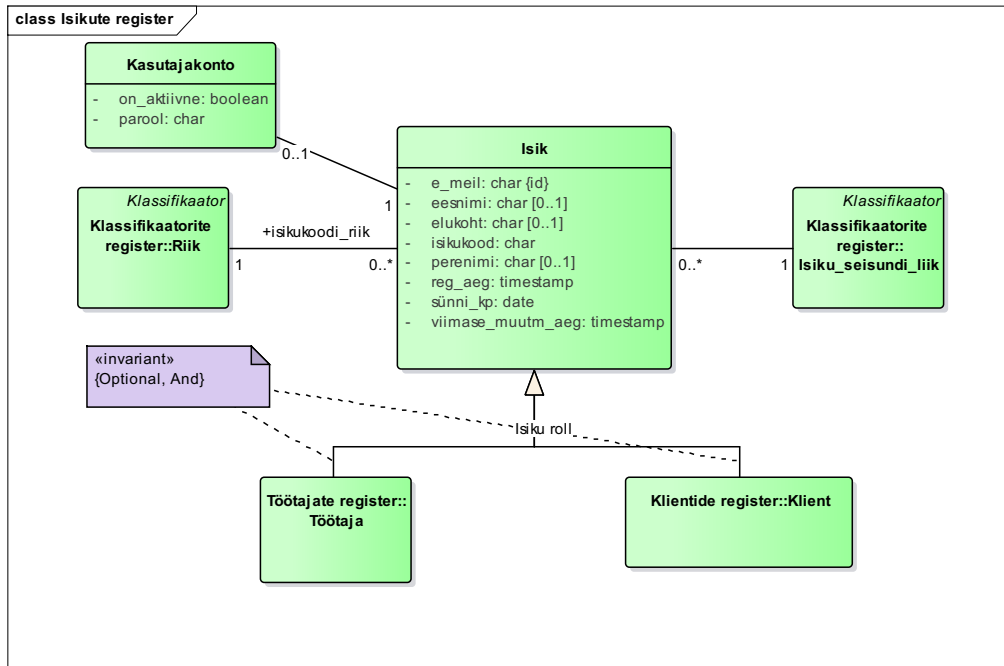 class Isikute register
Kasutajakonto
- on_aktiivne: boolean
- parool: char
0..1
1
Isik
- e_meil: char {id}
- eesnimi: char [0..1]
- elukoht: char [0..1]
- isikukood: char
- perenimi: char [0..1]
- reg_aeg: timestamp
- sünni_kp: date
- viimase_muutm_aeg: timestamp
Klassifikaator
Klassifikaatorite
register::Riik
+isikukoodi_riik
1
0..*
Klassifikaator
Klassifikaatorite
register::
Isiku_seisundi_liik
0..*
1
«invariant»
{Optional, And}
Isiku roll
Töötajate register::
Töötaja
Klientide register::Klient